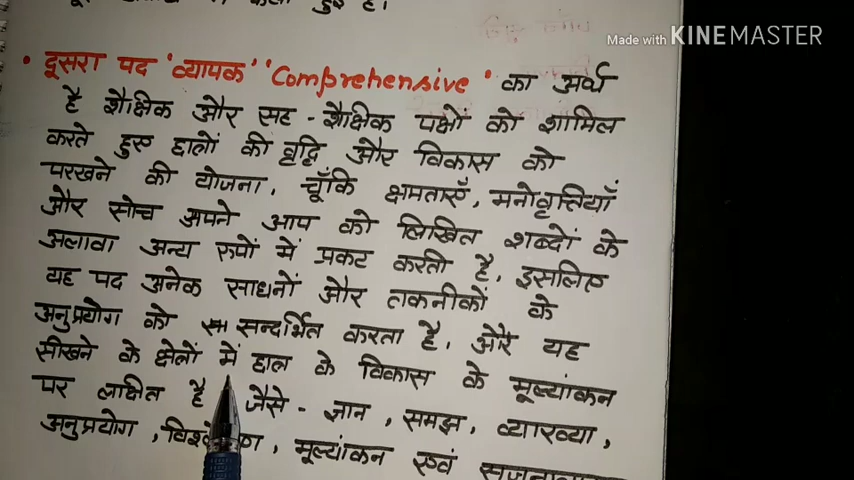 Made with KINEMASTER
• दूसरा पद 'व्यापक' 'Comprehensive' का अर्थ
है शैक्षिक और सह - शैक्षिक पक्षों को शामिल
करते हुए छात्रों की वृद्धि और विकास को
परखने की योजना, चूँकि क्षमताएँ, मनोवृत्तियाँ
और सोच अपने आप को लिखित शब्दों के
अलावा अन्य रुपों में प्रकट करती है, इसलिए
यह पद अनेक साधनों और तकनीकों के
अनुप्रयोग को सन्दर्भित करता है, और यह
सीखने के क्षेत्रों में छात्र के विकास के मूल्यांकन
पर लाक्षित है जैसे - ज्ञान, समझ, व्याख्या,
अनुप्रयोग, मूल्यांकन एवं